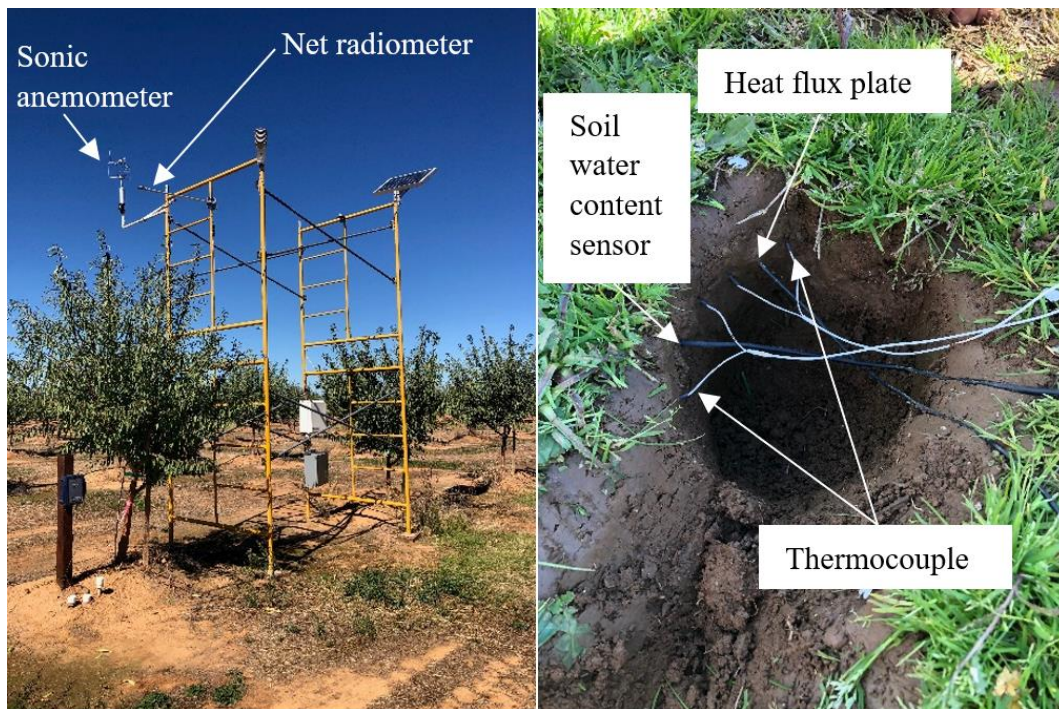 Sonic
anemometer
Net radiometer
Heat flux plate
Soil
water
content
sensor
Thermocouple